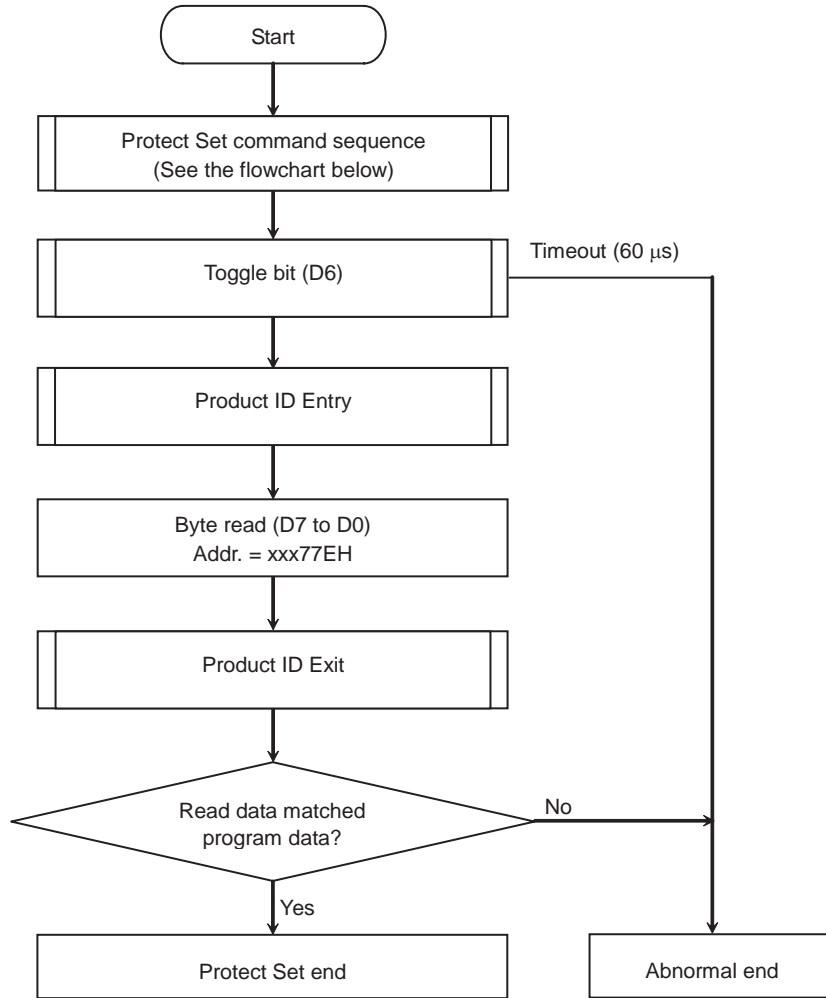 Start
Protect Set command sequence
(See the flowchart below)
Toggle bit (D6)
Timeout (60 μs)
Product ID Entry
Byte read (D7 to D0)
Addr. = xxx77EH
Product ID Exit
Read data matched
program data?
No
Yes
Protect Set end
Abnormal end